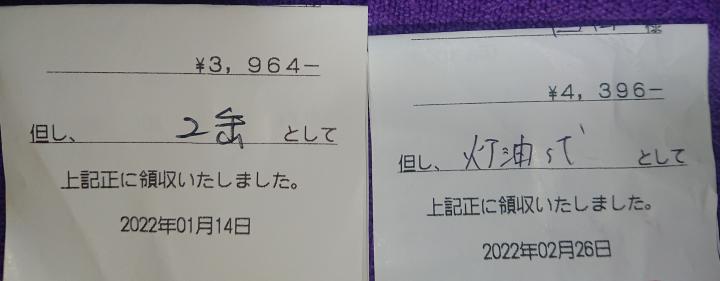 ¥3,964−
但し、 2缶 として
上記正に領収いたしました。
2022年01月14日
様
¥4,396−
但し、 灯油代 として
上記正に領収いたしました。
2022年02月26日